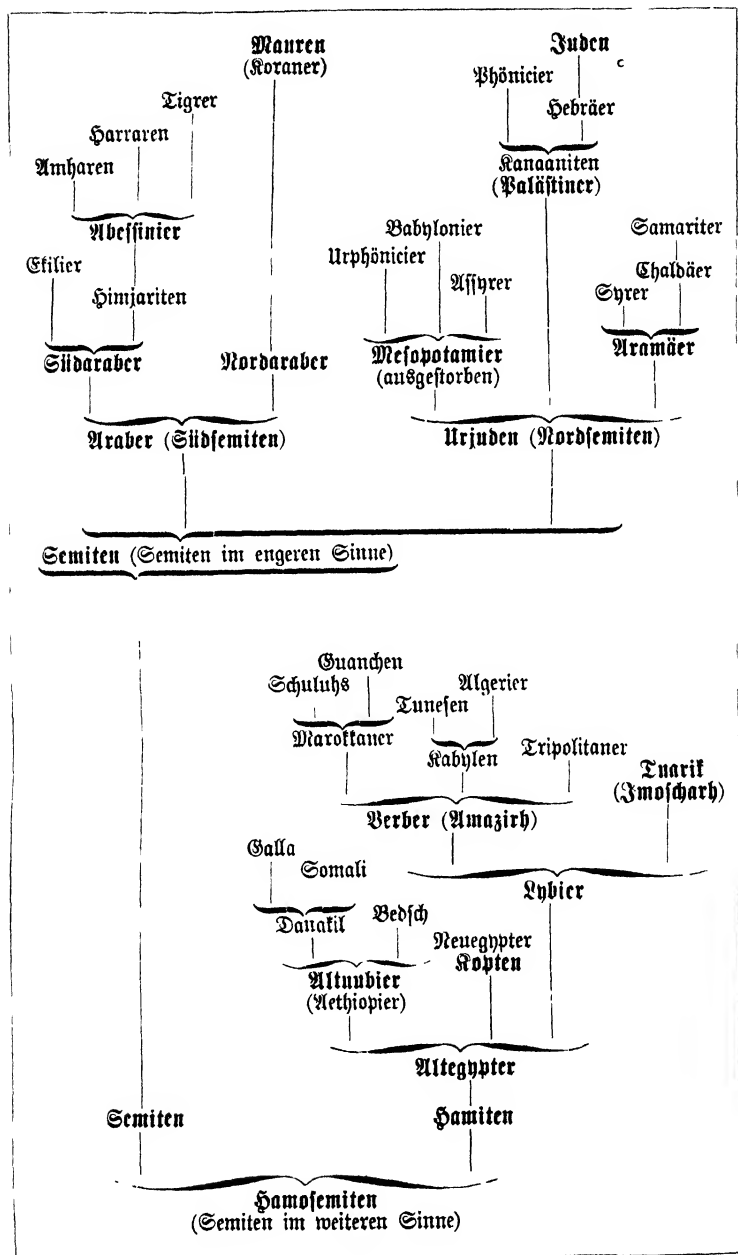 Mauren
(Koraner)
Juden
c
Phönicier
Hebräer
Tigrer
Harraren
Amharen
Kanaaniten
(Palästiner)
Abessinier
Babylonier
Urphönicier
Assyrer
Samariter
Chaldäer
Syrer
Ekilier
Himjariten
Südaraber
Nordaraber
Mesopotamier
(ausgestorben)
Aramäer
Araber (Südsemiten)
Urjuden (Nordsemiten)
Semiten (Semiten im engeren Sinne)
Guanchen
Schuluhs
Algerier
Tunesen
Marokkaner
Kabylen
Tripolitaner
Tuarik
(Imoscharh)
Berber (Amazirh)
Galla
Somali
Lybier
Danakil
Bedsch
Neuegypter
Kopten
Altnubier
(Aethiopier)
Altegypter
Semiten
Hamiten
Hamosemiten
(Semiten im weiteren Sinne)